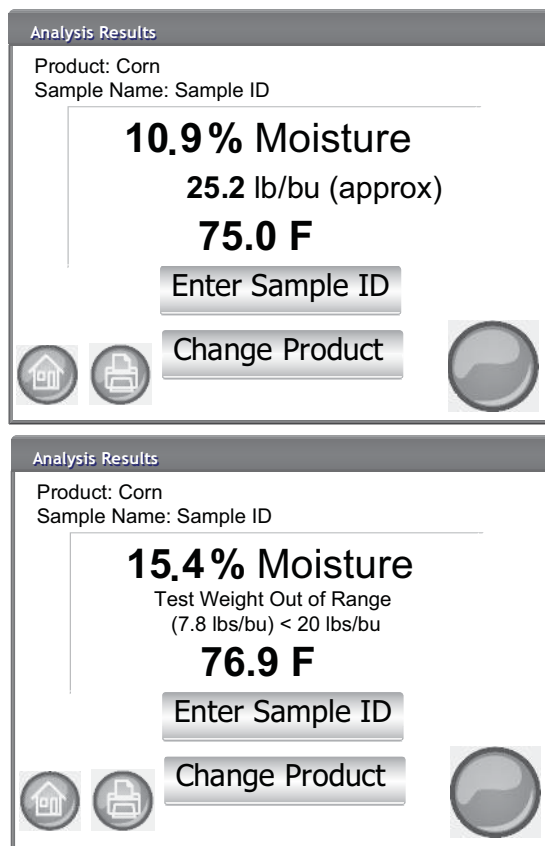 Analysis Results
Product: Corn
Sample Name: Sample ID
10.9% Moisture
25.2 lb/bu (approx)
75.0 F
Enter Sample ID
Change Product
Analysis Results
Product: Corn
Sample Name: Sample ID
15.4% Moisture
Test Weight Out of Range
(7.8 lbs/bu) < 20 lbs/bu
76.9 F
Enter Sample ID
Change Product